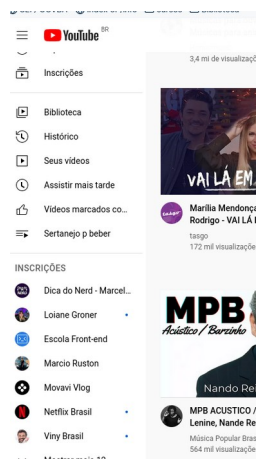 YouTube BR
Inscrições
Biblioteca
Histórico
Seus vídeos
Assistir mais tarde
Vídeos marcados co...
Sertanejo p beber
INSCRIÇÕES
Dica do Nerd - Marcel...
Loiane Groner
Escola Front-end
Marcio Ruston
Movavi Vlog
Netflix Brasil
Viny Brasil
3,4 mi de visualizaçõ
VAI LÁ EM
Marília Mendonça
Rodrigo - VAI LÁ E
tasgo
172 mil visualizaçõe
MPB
Acústico / Barzinho
Nando Rei
MPB ACUSTICO /
Lenine, Nande Re
Música Popular Bras
564 mil visualizaçõe